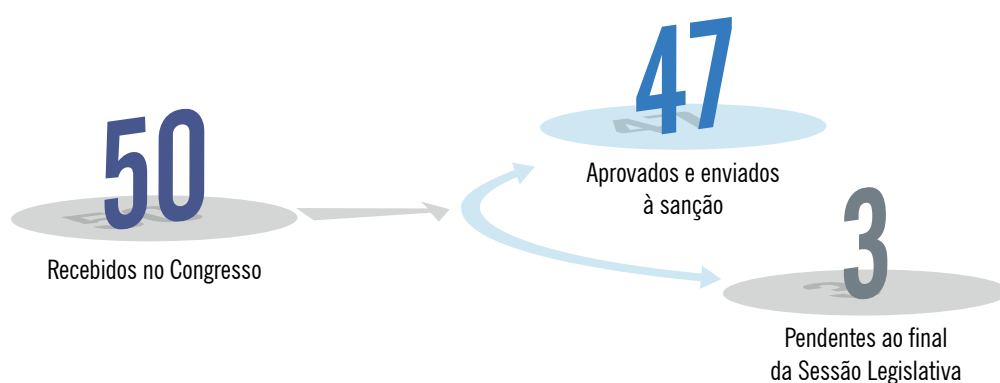 50
Recebidos no Congresso
47
Aprovados e enviados
à sanção
3
Pendentes ao final
da Sessão Legislativa